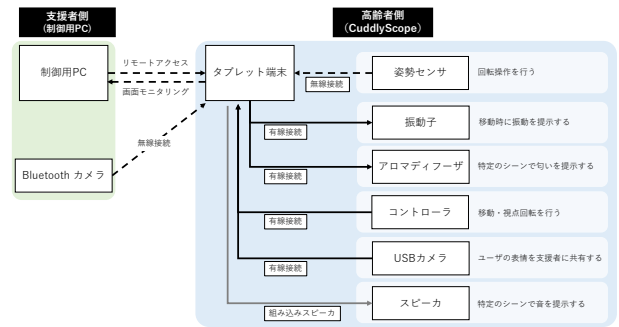 支援者側
(制御用PC)
高齢者側
(CuddlyScope)
制御用PC
リモートアクセス
画面モニタリング
タブレット端末
無線接続
姿勢センサ
回転操作を行う
有線接続
振動子
移動時に振動を提示する
無線接続
Bluetooth カメラ
有線接続
アロマディフーザ
特定のシーンで匂いを提示する
有線接続
コントローラ
移動・視点回転を行う
有線接続
USBカメラ
ユーザの表情を支援者に共有する
組み込みスピーカ
スピーカ
特定のシーンで音を提示する